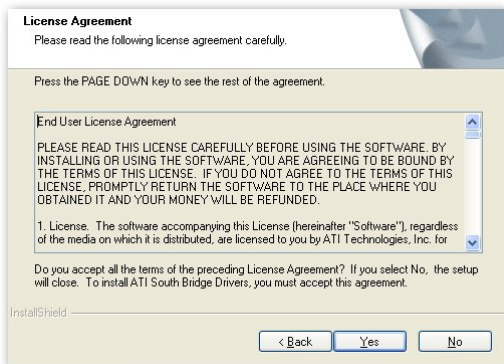 License Agreement
Please read the following license agreement carefully.
Press the PAGE DOWN key to see the rest of the agreement.
End User License Agreement
PLEASE READ THIS LICENSE CAREFULLY BEFORE USING THE SOFTWARE. BY
INSTALLING OR USING THE SOFTWARE, YOU ARE AGREEING TO BE BOUND BY
THE TERMS OF THIS LICENSE. IF YOU DO NOT AGREE TO THE TERMS OF THIS
LICENSE, PROMPTLY RETURN THE SOFTWARE TO THE PLACE WHERE YOU
OBTAINED IT AND YOUR MONEY WILL BE REFUNDED.
1. License. The software accompanying this License (hereinafter "Software"), regardless
of the media on which it is distributed, are licensed to you by ATI Technologies, Inc. for
Do you accept all the terms of the preceding License Agreement? If you select No, the setup
will close. To install ATI South Bridge Drivers, you must accept this agreement.
InstallShield
< Back Yes No